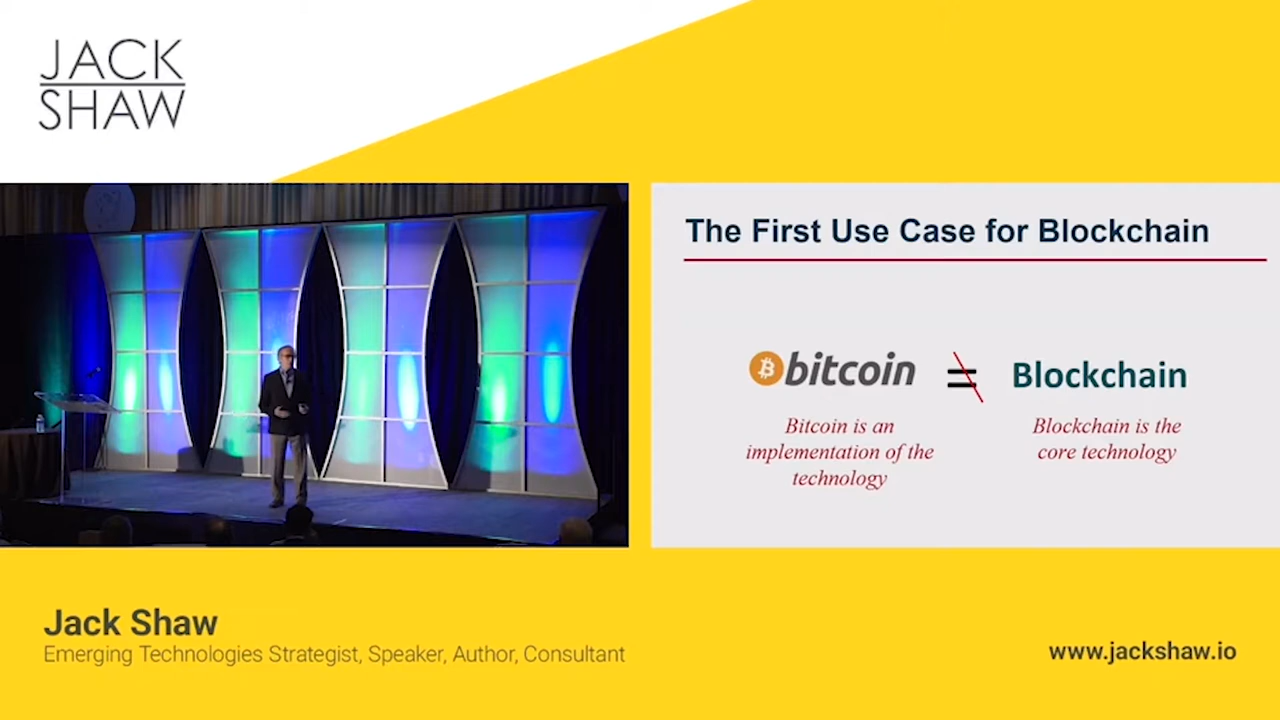 JACK
SHAW
The First Use Case for Blockchain
bitcoin = Blockchain
Bitcoin is an
implementation of the
technology
Blockchain is the
core technology
Jack Shaw
Emerging Technologies Strategist, Speaker, Author, Consultant
www.jackshaw.io